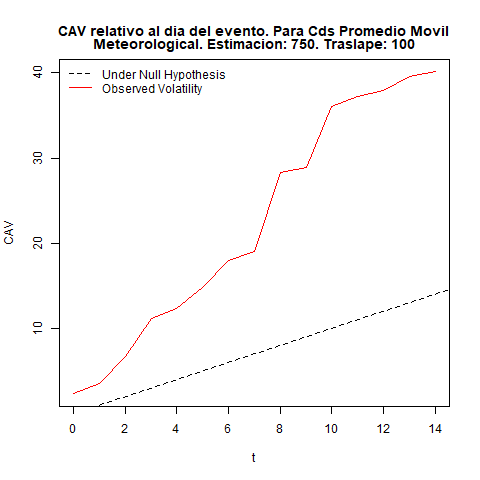 CAV relativo al dia del evento. Para Cds Promedio Movil
Meteorological. Estimacion: 750. Traslape: 100
Under Null Hypothesis
Observed Volatility
40
30
20
10
CAV
0 2 4 6 8 10 12 14
t